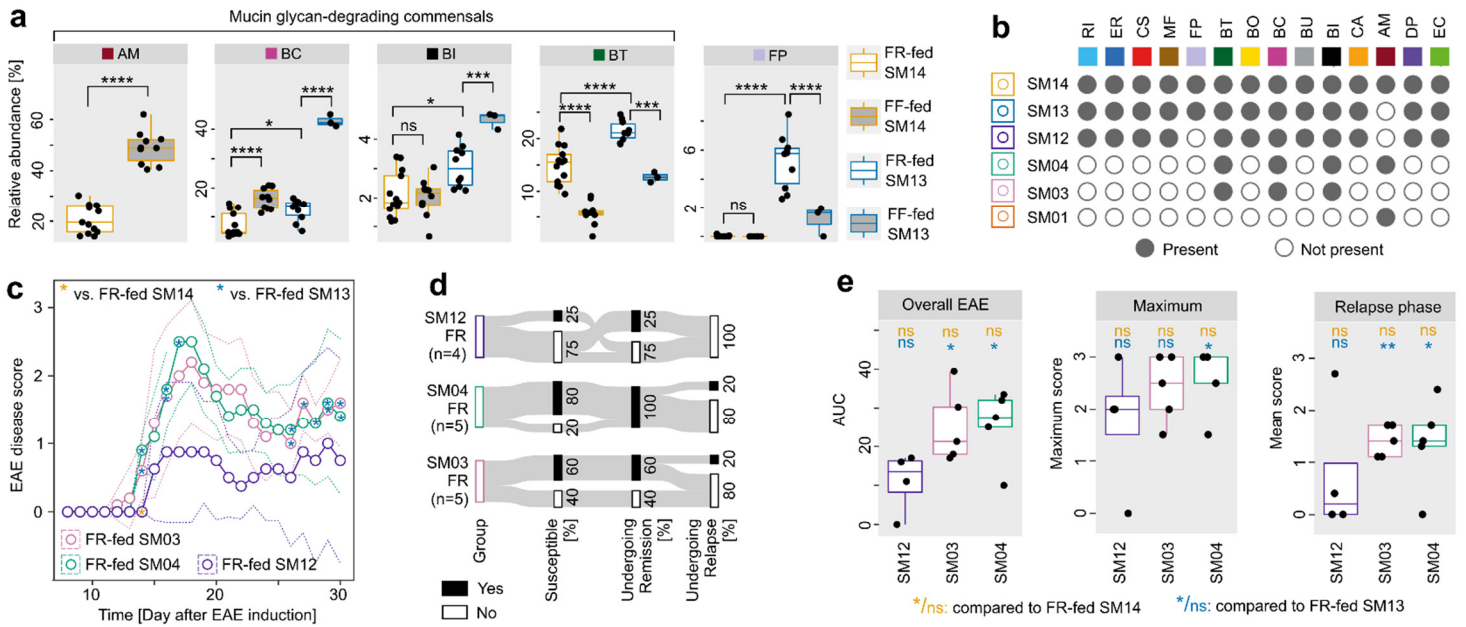 a
Mucin glycan-degrading commensals
AM
BC
BI
BT
FP
Relative abundance [%]
****
60
50
40
20
****
*
****
40
20
ns
*
***
4
2
****
****
***
20
10
****
****
ns
6
2
FR-fed
SM14
FF-fed
SM14
FR-fed
SM13
FF-fed
SM13
b
RI ER CS MF FP BT BO BC BU BI CA AM DP EC
SM14
SM13
SM12
SM04
SM03
SM01
Present
Not present
c
* vs. FR-fed SM14
* vs. FR-fed SM13
EAE disease score
3
2
1
0
FR-fed SM03
FR-fed SM04
FR-fed SM12
10 20 30
Time [Day after EAE induction]
d
SM12
FR
(n=4)
25
75
25
75
100
SM04
FR
(n=5)
80
20
100
20
80
SM03
FR
(n=5)
60
40
60
40
20
80
Group
Susceptible
[%]
Undergoing
Remission
[%]
Undergoing
Relapse
[%]
Yes
No
e
Overall EAE
ns ns ns
ns * *
AUC
40
20
0
SM12 SM03 SM04
Maximum
ns ns ns
ns ns *
Maximum score
3
2
1
0
SM12 SM03 SM04
Relapse phase
ns ns ns
ns ** *
Mean score
3
2
1
0
SM12 SM03 SM04
*/ns: compared to FR-fed SM14
*/ns: compared to FR-fed SM13